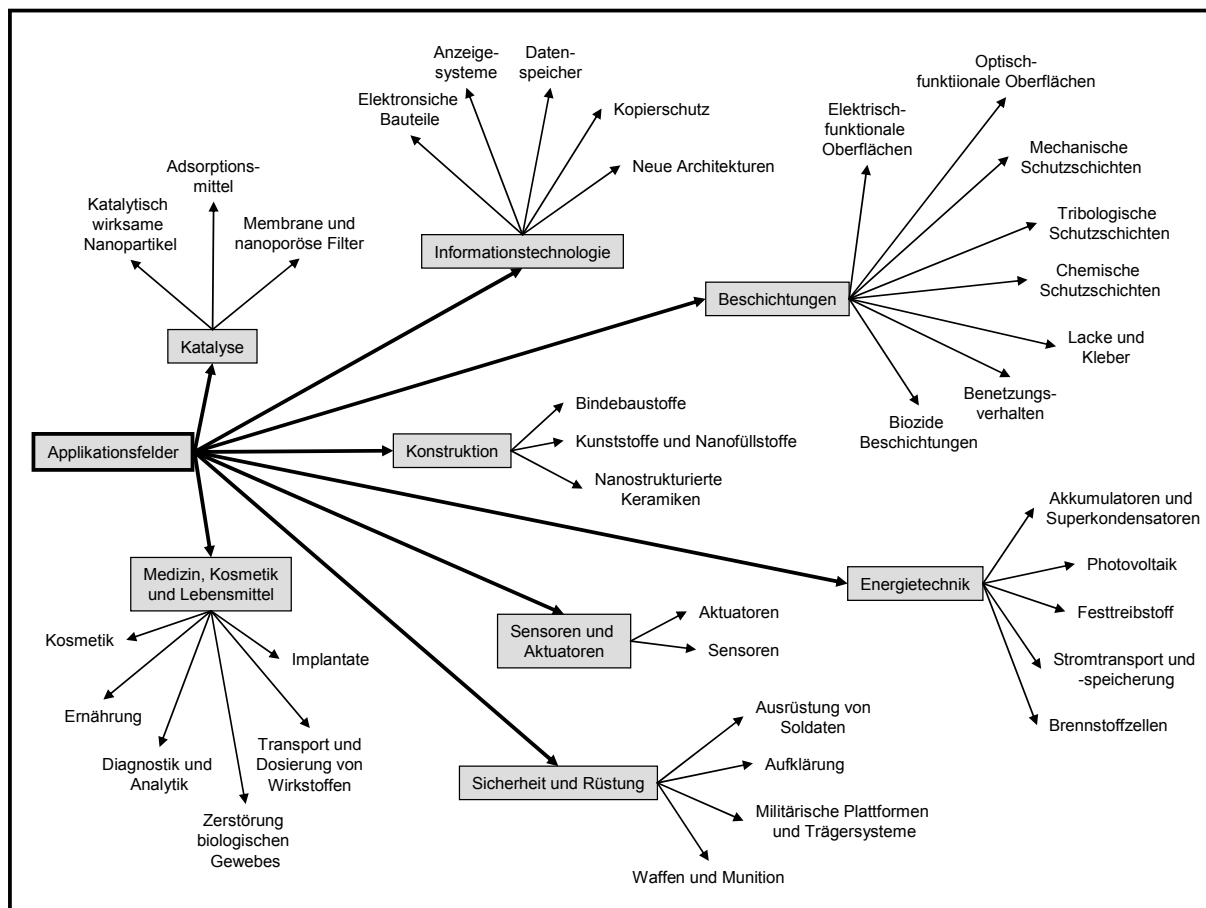 Anzeige-
systeme
Daten-
speicher
Elektronsiche
Bauteile
Kopierschutz
Neue Architekturen
Informationstechnologie
Optisch-
funktiionale Oberflächen
Elektrisch-
funktionale
Oberflächen
Mechanische
Schutzschichten
Tribologische
Schutzschichten
Chemische
Schutzschichten
Lacke und
Kleber
Benetzungs-
verhalten
Biozide
Beschichtungen
Beschichtungen
Adsorptions-
mittel
Katalytisch
wirksame
Nanopartikel
Membrane und
nanoporöse Filter
Katalyse
Applikationsfelder
Konstruktion
Bindebaustoffe
Kunststoffe und Nanofüllstoffe
Nanostrukturierte
Keramiken
Energietechnik
Akkumulatoren und
Superkondensatoren
Photovoltaik
Festtreibstoff
Stromtransport und
-speicherung
Brennstoffzellen
Medizin, Kosmetik
und Lebensmittel
Kosmetik
Implantate
Ernährung
Diagnostik und
Analytik
Transport und
Dosierung von
Wirkstoffen
Zerstörung
biologischen
Gewebes
Sensoren und
Aktuatoren
Aktuatoren
Sensoren
Sicherheit und Rüstung
Ausrüstung von
Soldaten
Aufklärung
Militärische Plattformen
und Trägersysteme
Waffen und Munition